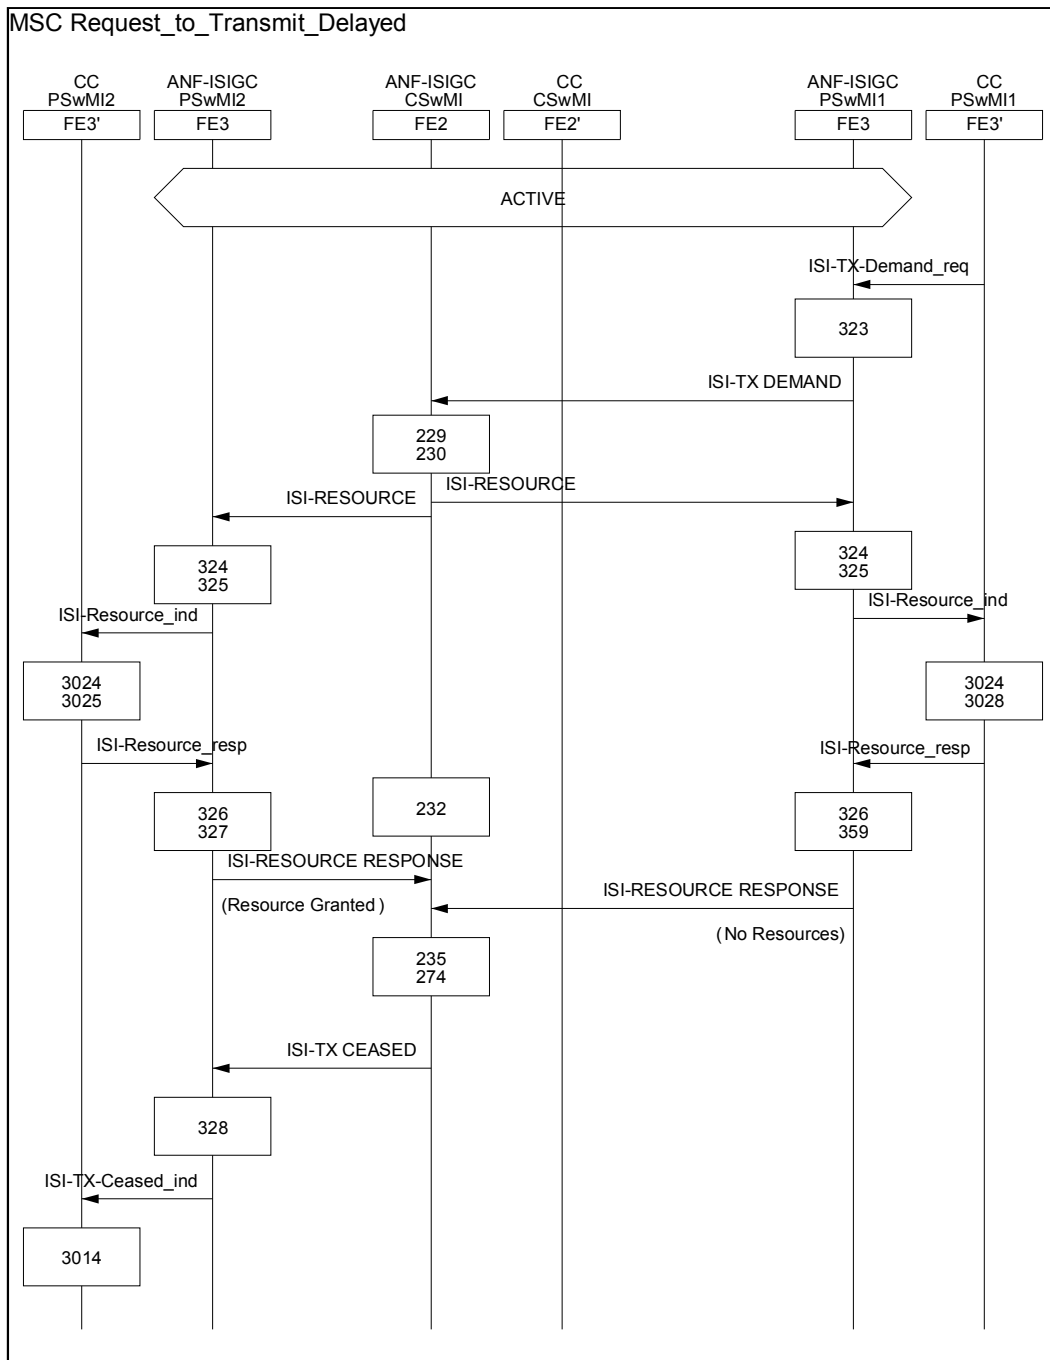 MSC Request_to_Transmit_Delayed
CC
PSwMI2
FE3'
ANF-ISIGC
PSwMI2
FE3
ANF-ISIGC
CSwMI
FE2
CC
CSwMI
FE2'
ANF-ISIGC
PSwMI1
FE3
CC
PSwMI1
FE3'
ACTIVE
ISI-TX-Demand_req
323
ISI-TX DEMAND
229
230
ISI-RESOURCE
ISI-RESOURCE
324
325
324
325
ISI-Resource_ind
ISI-Resource_ind
3024
3025
3024
3028
ISI-Resource_resp
ISI-Resource_resp
326
327
232
326
359
ISI-RESOURCE RESPONSE
(Resource Granted )
ISI-RESOURCE RESPONSE
( No Resources)
235
274
ISI-TX CEASED
328
ISI-TX-Ceased_ind
3014